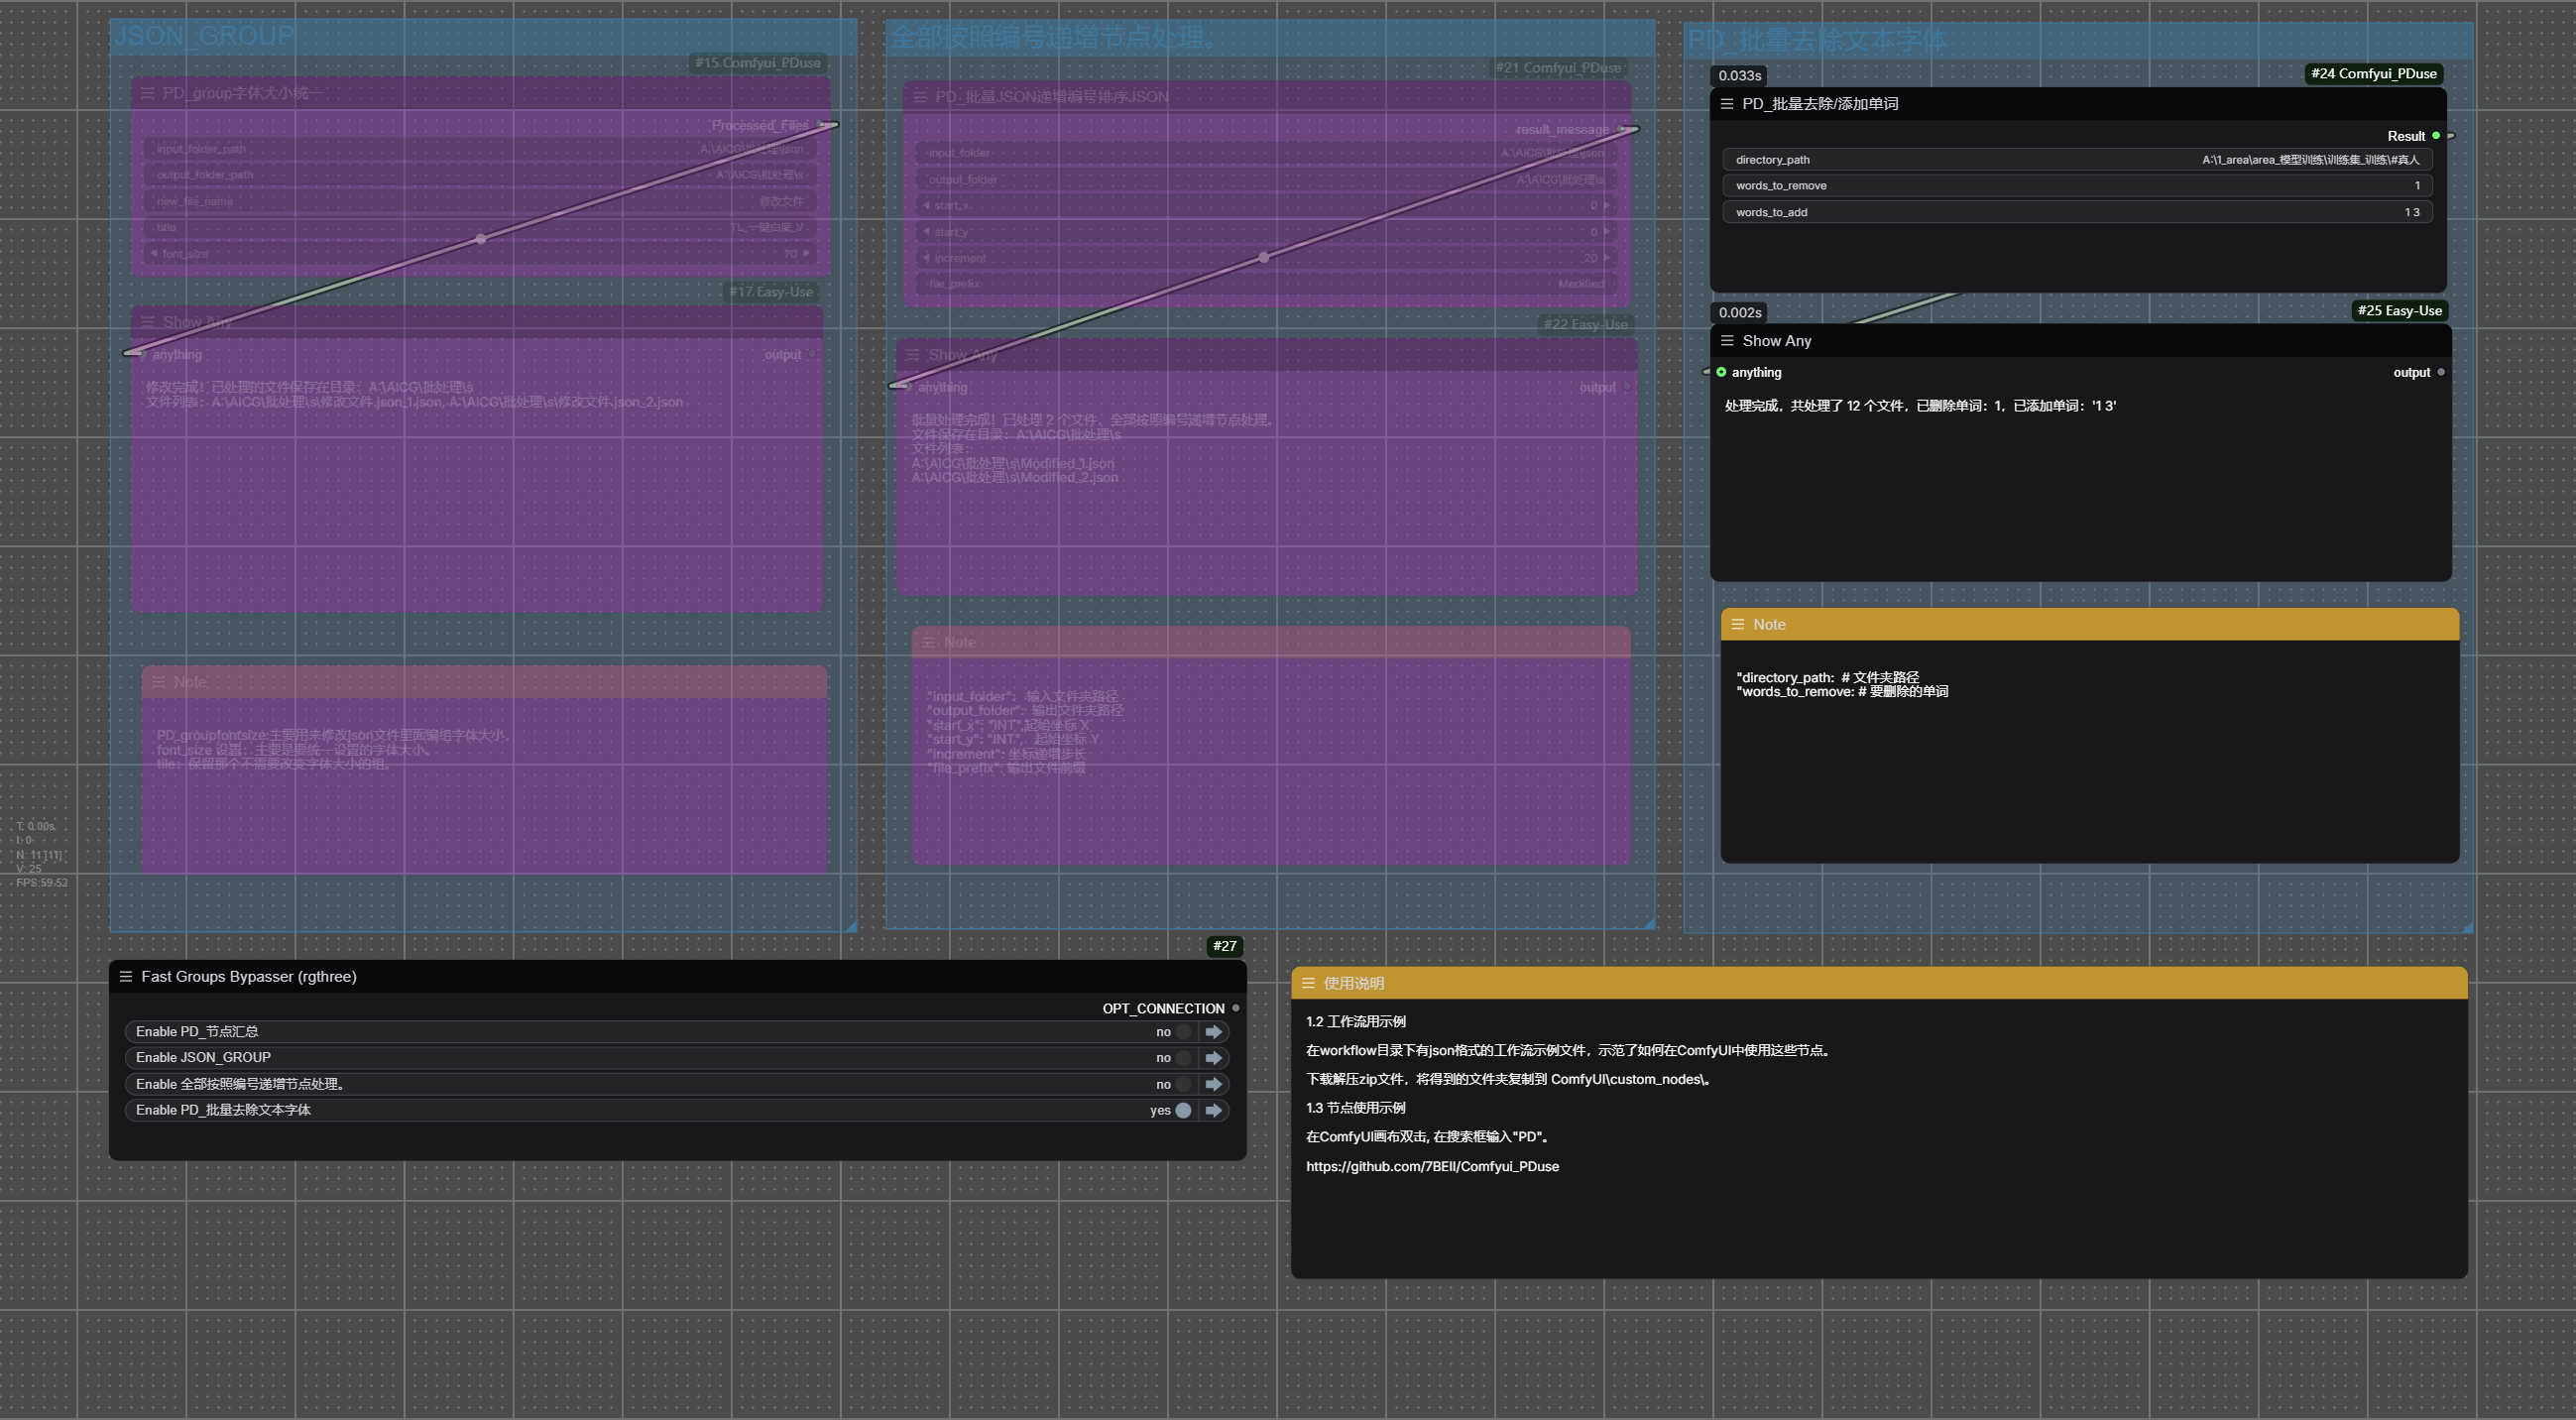 JSON_GROUP
#15 Comfyui_PDuse
PD_group字体大小统一
Processed_Files
input_folder_path A:\AICG\批处理\json
output_folder_path A:\AICG\批处理\s
new_file_name 修改文件
title TL_一键白底_V
font_size 70
#17 Easy-Use
Show Any
anything output
修改完成！已处理的文件保存在目录：A:\AICG\批处理\s
文件列表：A:\AICG\批处理\s\修改文件.json_1.json, A:\AICG\批处理\s\修改文件.json_2.json
Note
PD_groupfontsize:主要用来修改json文件里面编组字体大小。
font_size 设置：主要是要统一设置的字体大小。
tile：保留那个不需要改变字体大小的组。
全部按照编号递增节点处理。
#21 Comfyui_PDuse
PD_批量JSON递增编号排序JSON
result_message
input_folder A:\AICG\批处理\json
output_folder A:\AICG\批处理\s
start_x 0
start_y 0
increment 20
file_prefix Modified
#22 Easy-Use
Show Any
anything output
批量处理完成！已处理 2 个文件。全部按照编号递增节点处理。
文件保存在目录：A:\AICG\批处理\s
文件列表：
A:\AICG\批处理\s\Modified_1.json
A:\AICG\批处理\s\Modified_2.json
Note
"input_folder"： 输入文件夹路径
"output_folder"：输出文件夹路径
"start_x": "INT",起始坐标 X
"start_y": "INT"， 起始坐标 Y
"increment": 坐标递增步长
"file_prefix": 输出文件前缀
PD_批量去除文本字体
0.033s
#24 Comfyui_PDuse
PD_批量去除/添加单词
Result
directory_path A:\1_area\area_模型训练\训练集_训练\#真人
words_to_remove 1
words_to_add 1 3
0.002s
#25 Easy-Use
Show Any
anything output
处理完成，共处理了 12 个文件，已删除单词：1，已添加单词：'1 3'
Note
"directory_path: # 文件夹路径
"words_to_remove: # 要删除的单词
T: 0.00s
I: 0
N: 11 [11]
V: 25
FPS:59.52
#27
Fast Groups Bypasser (rgthree)
OPT_CONNECTION
Enable PD_节点汇总 no
Enable JSON_GROUP no
Enable 全部按照编号递增节点处理。 no
Enable PD_批量去除文本字体 yes
使用说明
1.2 工作流用示例
在workflow目录下有json格式的工作流示例文件，示范了如何在ComfyUI中使用这些节点。
下载解压zip文件，将得到的文件夹复制到 ComfyUI\custom_nodes\。
1.3 节点使用示例
在ComfyUI画布双击, 在搜索框输入"PD"。
https://github.com/7BEII/Comfyui_PDuse